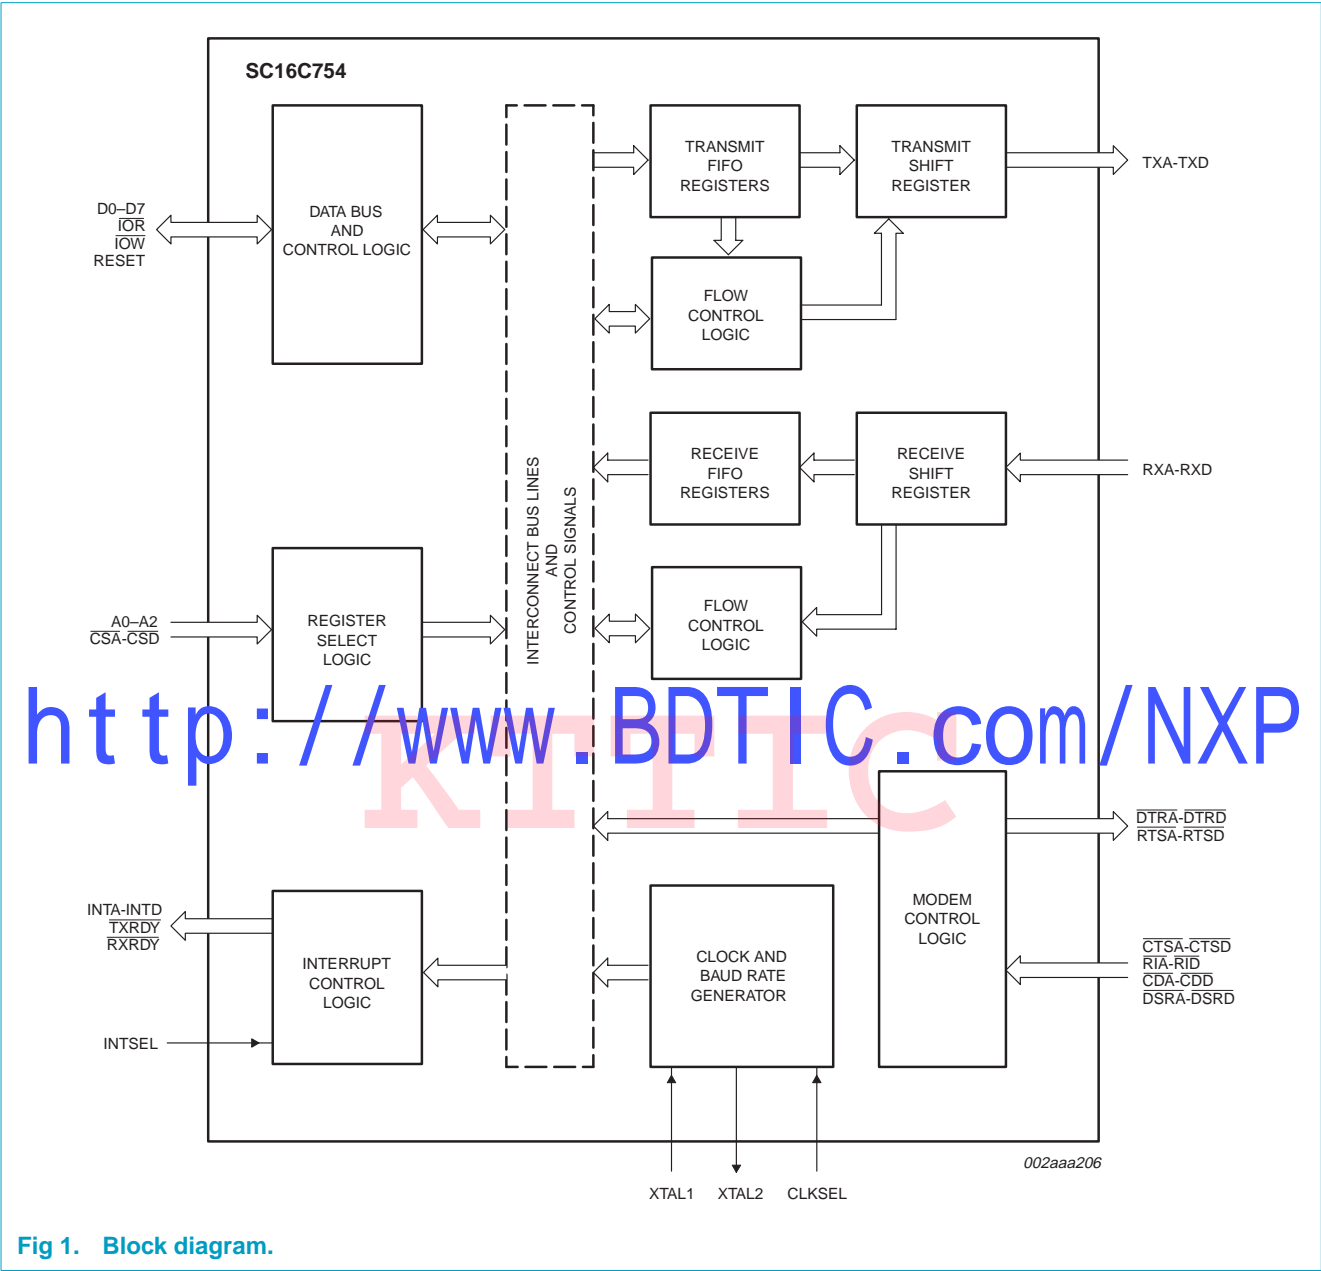 SC16C754
D0–D7
IOR
IOW
RESET
DATA BUS
AND
CONTROL LOGIC
TRANSMIT
FIFO
REGISTERS
TRANSMIT
SHIFT
REGISTER
TXA-TXD
FLOW
CONTROL
LOGIC
INTERCONNECT BUS LINES
AND
CONTROL SIGNALS
RECEIVE
FIFO
REGISTERS
RECEIVE
SHIFT
REGISTER
RXA-RXD
A0–A2
CSA-CSD
REGISTER
SELECT
LOGIC
FLOW
CONTROL
LOGIC
http://www.BDTIC.com/NXP
KTTIC
DTRA-DTRD
RTSA-RTSD
MODEM
CONTROL
LOGIC
INTA-INTD
TXRDY
RXRDY
INTERRUPT
CONTROL
LOGIC
CLOCK AND
BAUD RATE
GENERATOR
CTSA-CTSD
RIA-RID
CDA-CDD
DSRA-DSRD
INTSEL
002aaa206
XTAL1
XTAL2
CLKSEL
Fig 1. Block diagram.